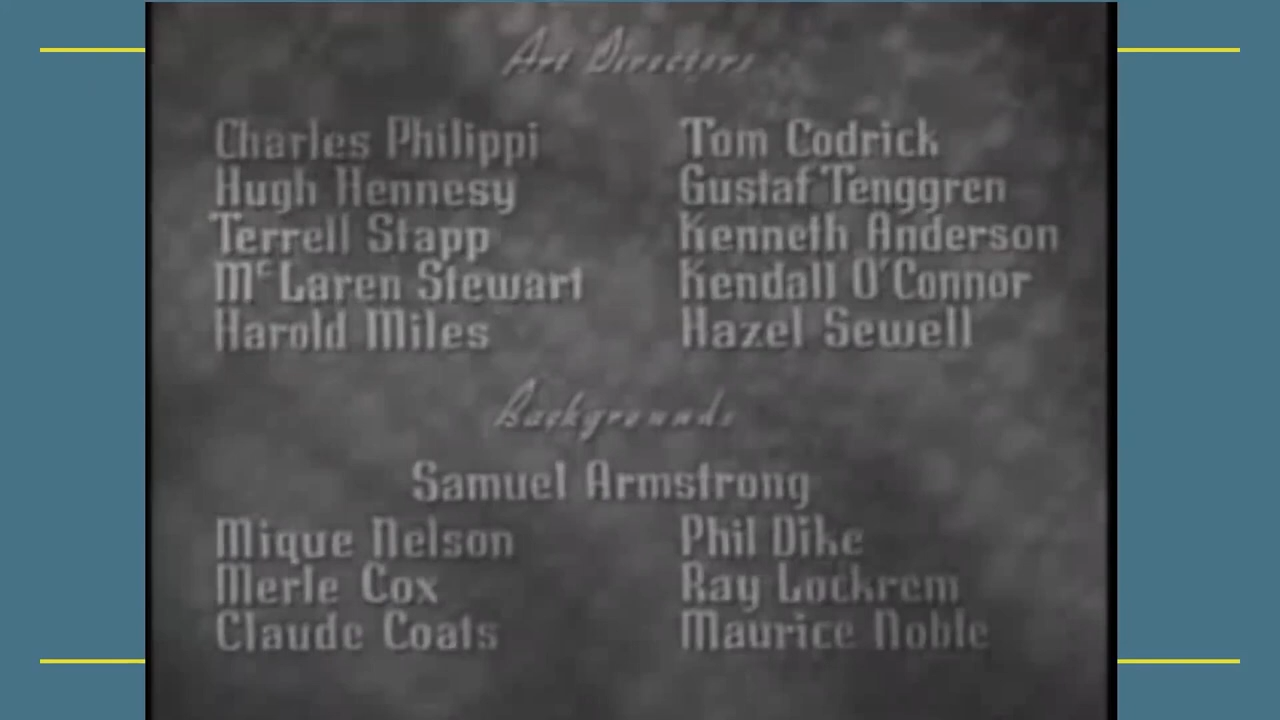 Art Directors
Charles Philippi Tom Codrick
Hugh Hennesy Gustaf Tenggren
Terrell Stapp Kenneth Anderson
McLaren Stewart Kendall O'Connor
Harold Miles Hazel Sewell
Backgrounds
Samuel Armstrong
Mique Nelson Phil Dike
Merle Cox Ray Lockrem
Claude Coats Maurice Noble